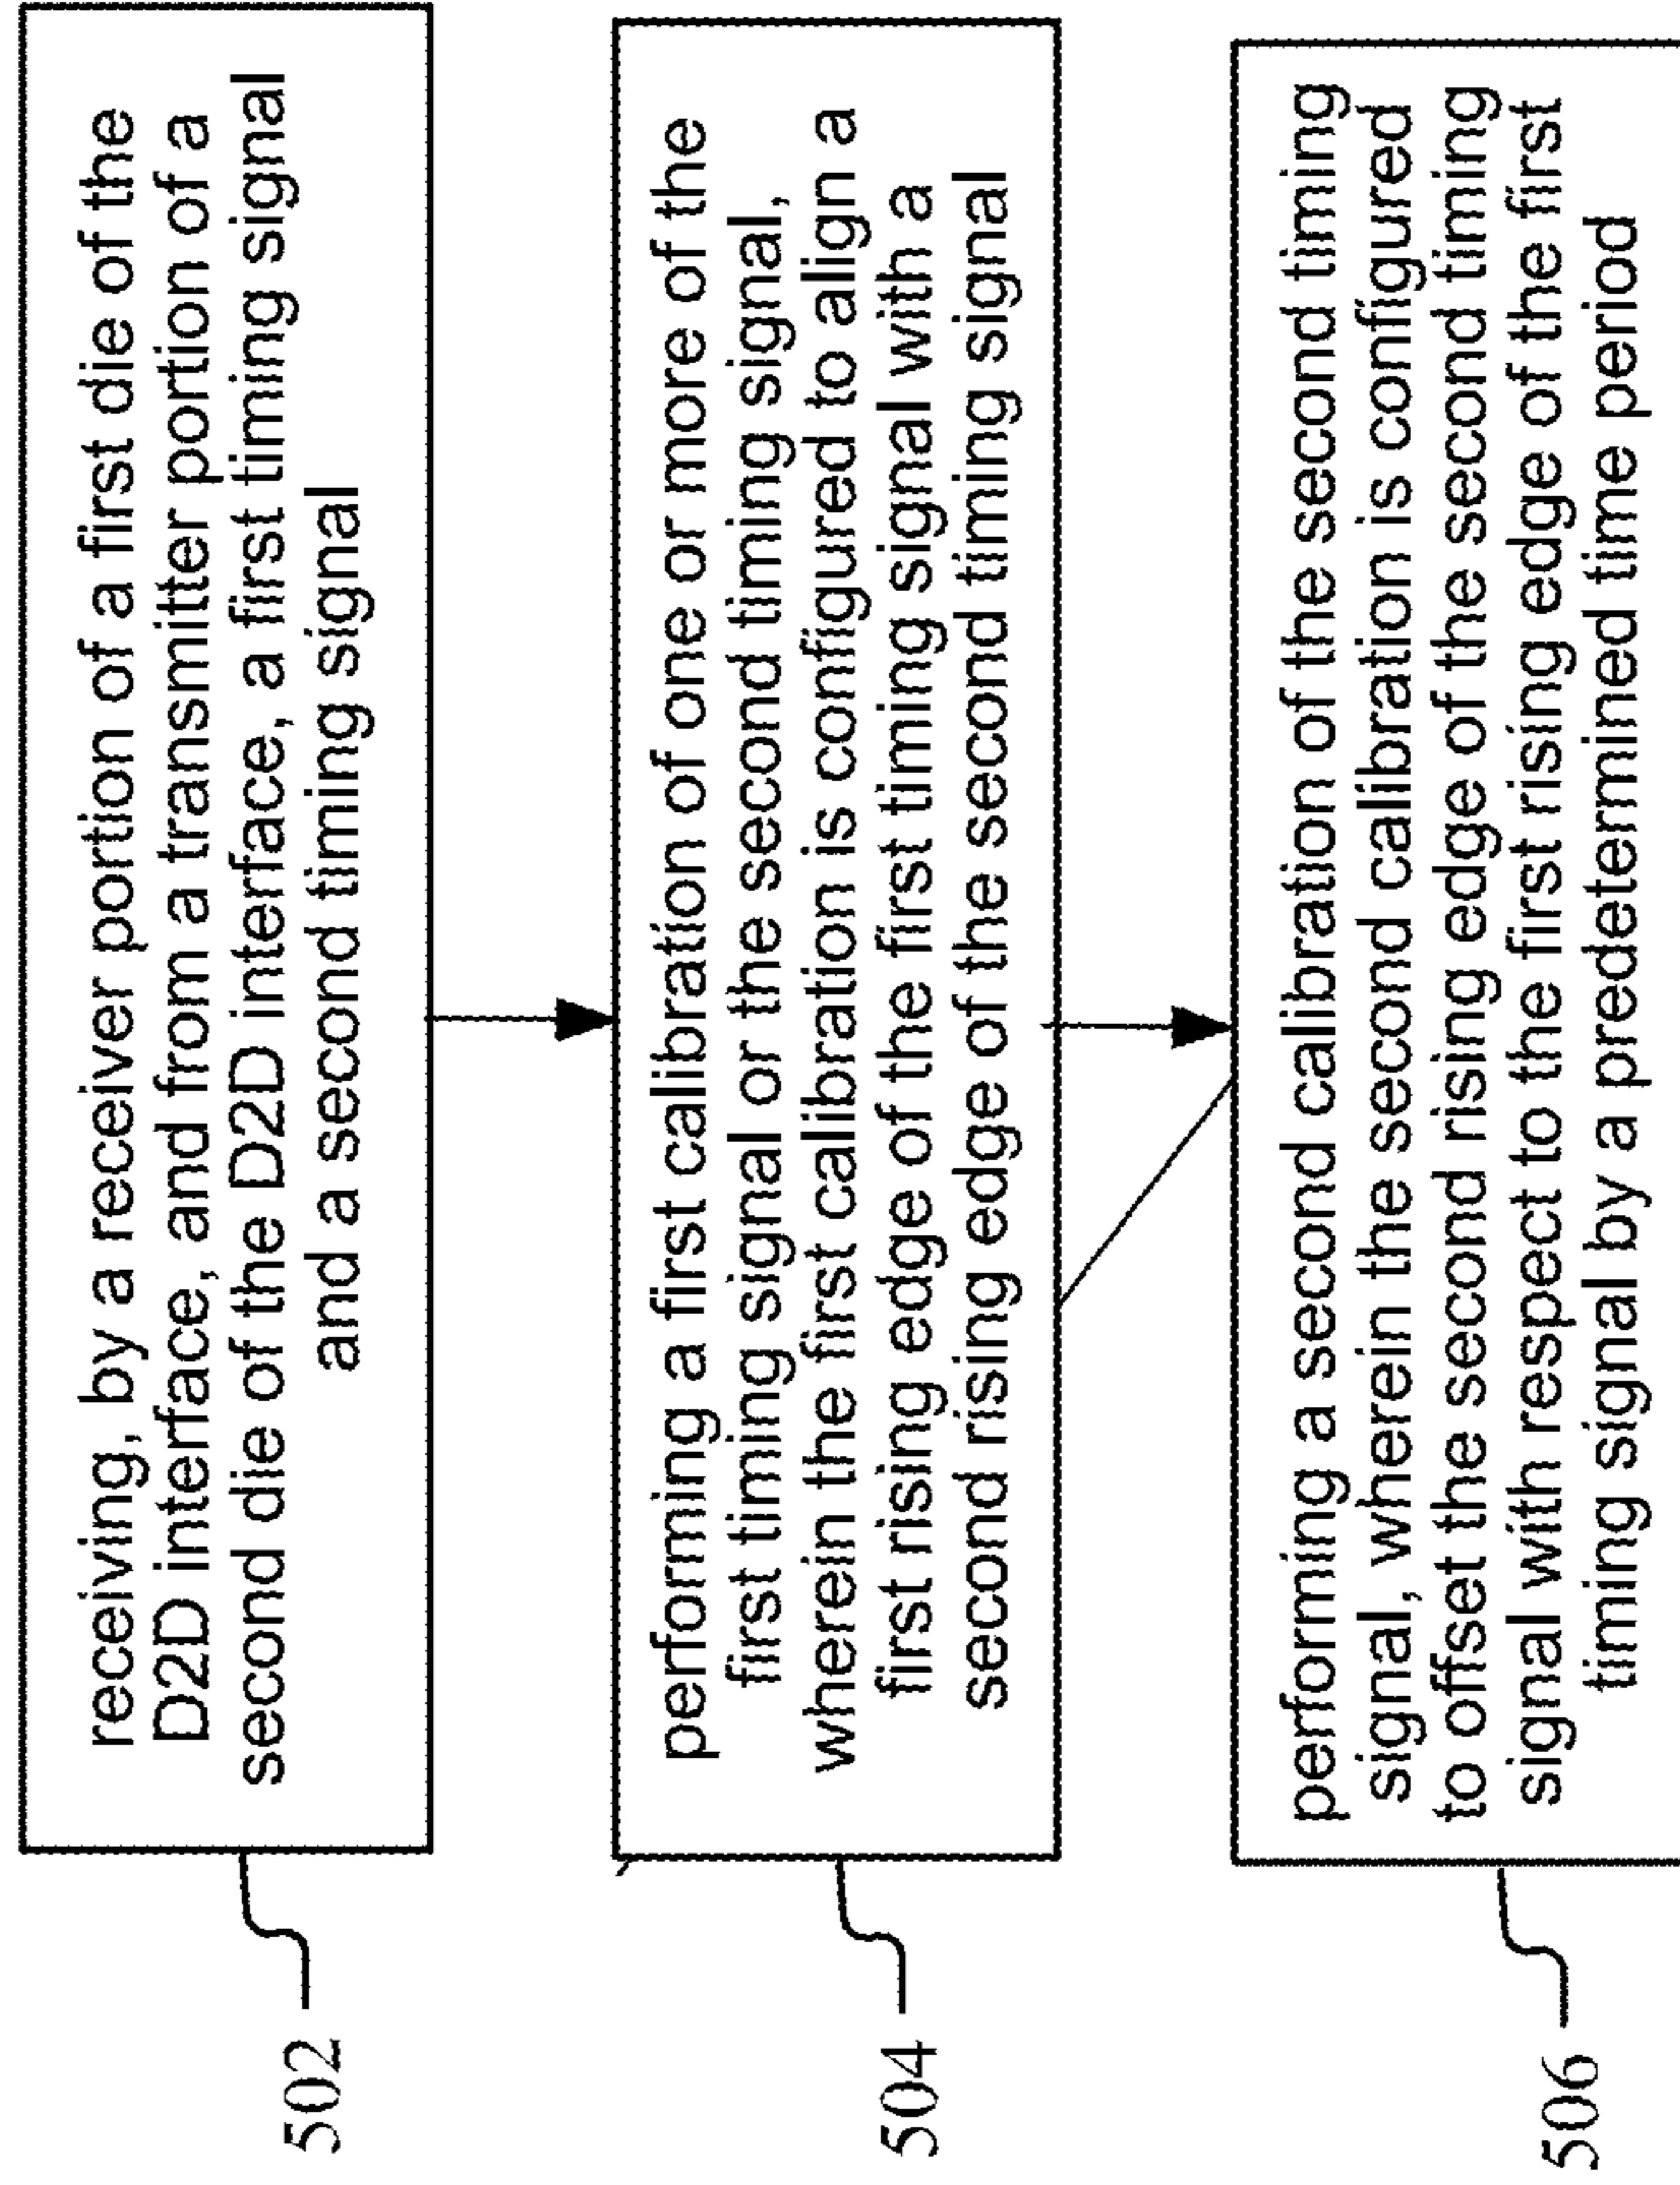 502
receiving, by a receiver portion of a first die of the
D2D interface, and from a transmitter portion of a
second die of the D2D interface, a first timing signal
and a second timing signal
504
performing a first calibration of one or more of the
first timing signal or the second timing signal,
wherein the first calibration is configured to align a
first rising edge of the first timing signal with a
second rising edge of the second timing signal
506
performing a second calibration of the second timing
signal, wherein the second calibration is configured
to offset the second rising edge of the second timing
signal with respect to the first rising edge of the first
timing signal by a predetermined time period